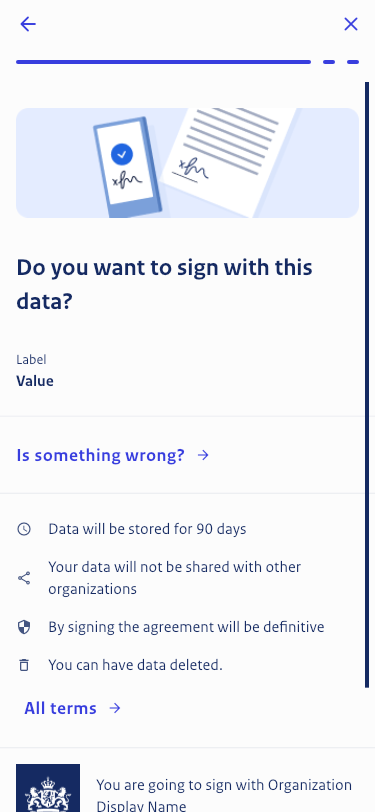 Do you want to sign with this
data?
Label
Value
Is something wrong?
Data will be stored for 90 days
Your data will not be shared with other
organizations
By signing the agreement will be definitive
You can have data deleted.
All terms
You are going to sign with Organization
Display Name